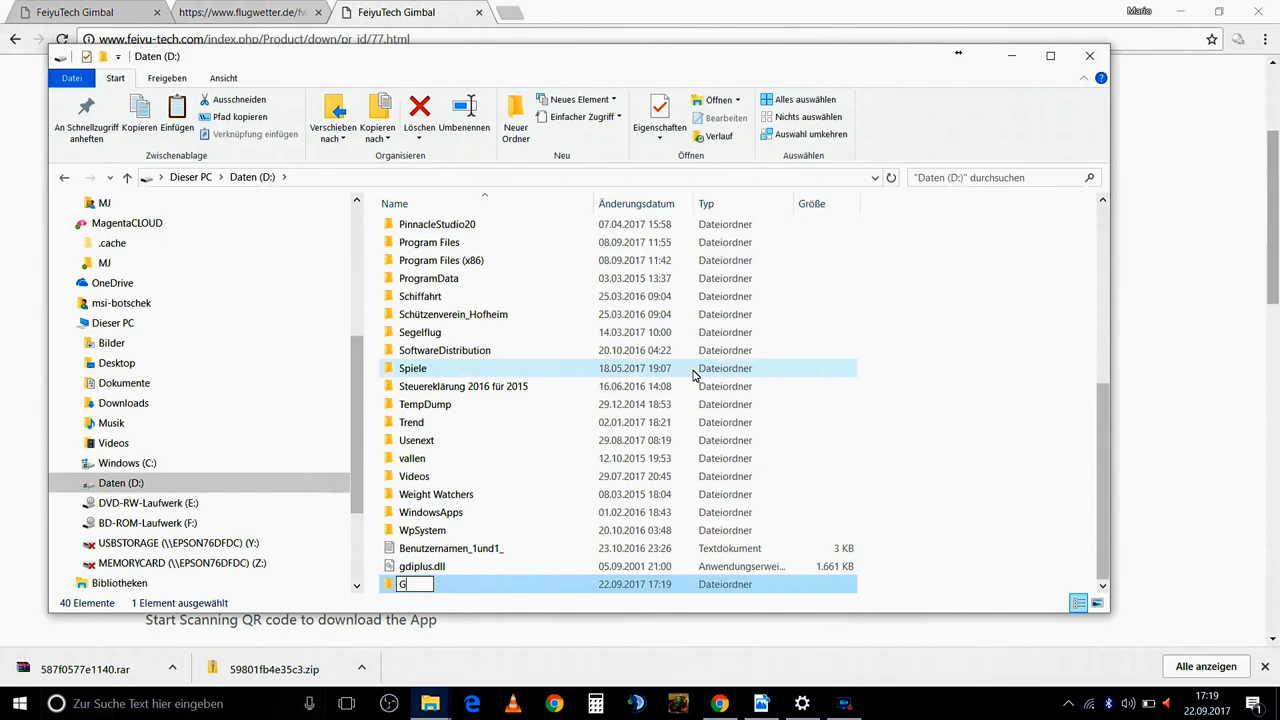 FeiyuTech Gimbal
https://www.flugwetter.de/fw
FeiyuTech Gimbal
Mario
www.feiyu-tech.com/index.php/Product/down/pr_id/77.html
Daten (D:)
Datei
Start
Freigeben
Ansicht
An Schnellzugriff anheften
Kopieren
Einfügen
Ausschneiden
Pfad kopieren
Verknüpfung einfügen
Zwischenablage
Verschieben nach
Kopieren nach
Löschen
Umbenennen
Organisieren
Neuer Ordner
Neues Element
Einfacher Zugriff
Neu
Eigenschaften
Öffnen
Bearbeiten
Verlauf
Öffnen
Alles auswählen
Nichts auswählen
Auswahl umkehren
Auswählen
Dieser PC > Daten (D:) >
"Daten (D:)" durchsuchen
MJ
MagentaCLOUD
.cache
MJ
OneDrive
msi-botschek
Dieser PC
Bilder
Desktop
Dokumente
Downloads
Musik
Videos
Windows (C:)
Daten (D:)
DVD-RW-Laufwerk (E:)
BD-ROM-Laufwerk (F:)
USBSTORAGE (\\EPSON76DFDC) (Y:)
MEMORYCARD (\\EPSON76DFDC) (Z:)
Bibliotheken
Name Änderungsdatum Typ Größe
PinnacleStudio20 07.04.2017 15:58 Dateiordner
Program Files 08.09.2017 11:55 Dateiordner
Program Files (x86) 08.09.2017 11:42 Dateiordner
ProgramData 03.03.2015 13:37 Dateiordner
Schiffahrt 25.03.2016 09:04 Dateiordner
Schützenverein_Hofheim 25.03.2016 09:04 Dateiordner
Segelflug 14.03.2017 10:00 Dateiordner
SoftwareDistribution 20.10.2016 04:22 Dateiordner
Spiele 18.05.2017 19:07 Dateiordner
Steuereklärung 2016 für 2015 16.06.2016 14:08 Dateiordner
TempDump 29.12.2014 18:53 Dateiordner
Trend 02.01.2017 18:21 Dateiordner
Usenext 29.08.2017 08:19 Dateiordner
vallen 12.10.2015 19:53 Dateiordner
Videos 29.07.2017 20:45 Dateiordner
Weight Watchers 08.03.2015 18:04 Dateiordner
WindowsApps 01.02.2016 18:43 Dateiordner
WpSystem 20.10.2016 03:48 Dateiordner
Benutzernamen_1und1_ 23.10.2016 23:26 Textdokument 3 KB
gdiplus.dll 05.09.2001 21:00 Anwendungserwei... 1.661 KB
G 22.09.2017 17:19 Dateiordner
40 Elemente 1 Element ausgewählt
Start Scanning QR code to download the App
587f0577e1140.rar
59801fb4e35c3.zip
Alle anzeigen
Zur Suche Text hier eingeben
17:19
22.09.2017
1